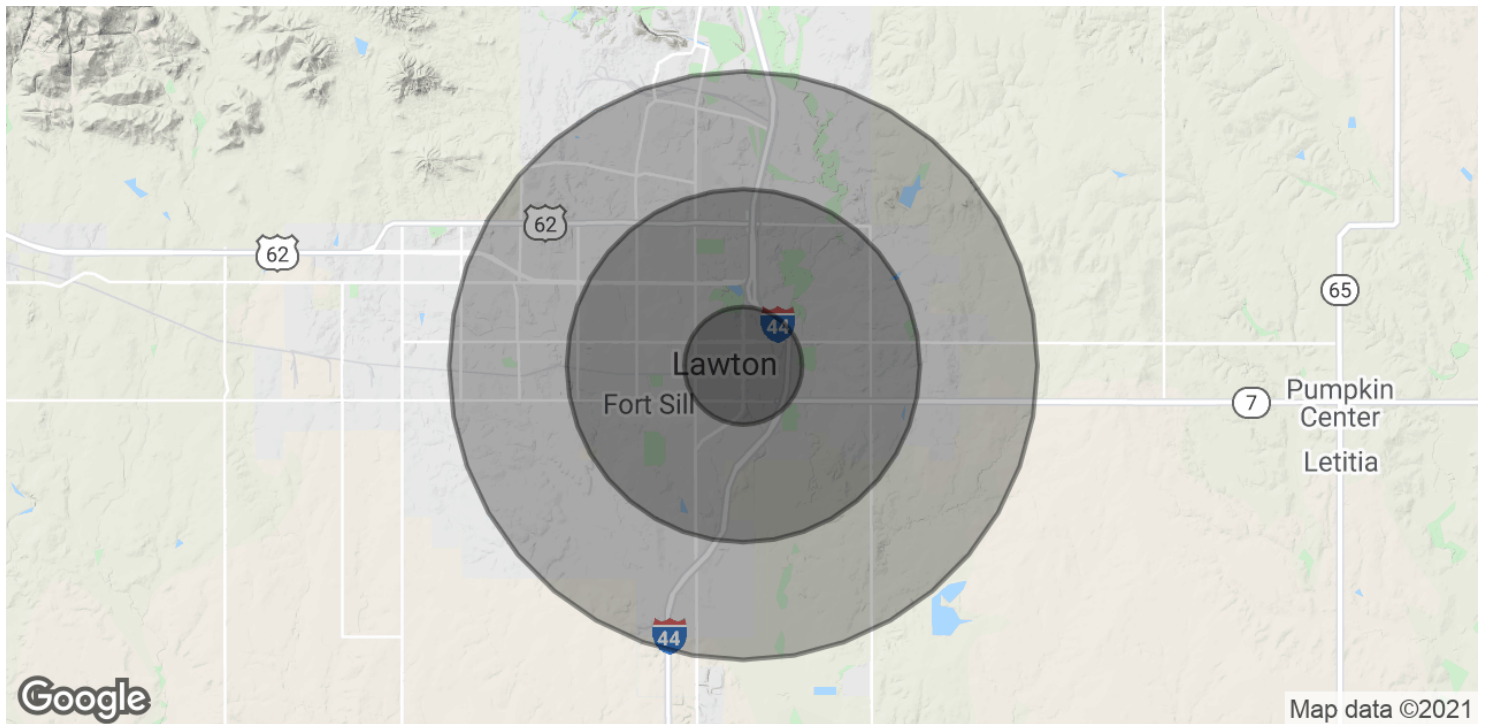 62
62
65
44
Lawton
Fort Sill
7
Pumpkin
Center
Letitia
44
Google
Map data ©2021